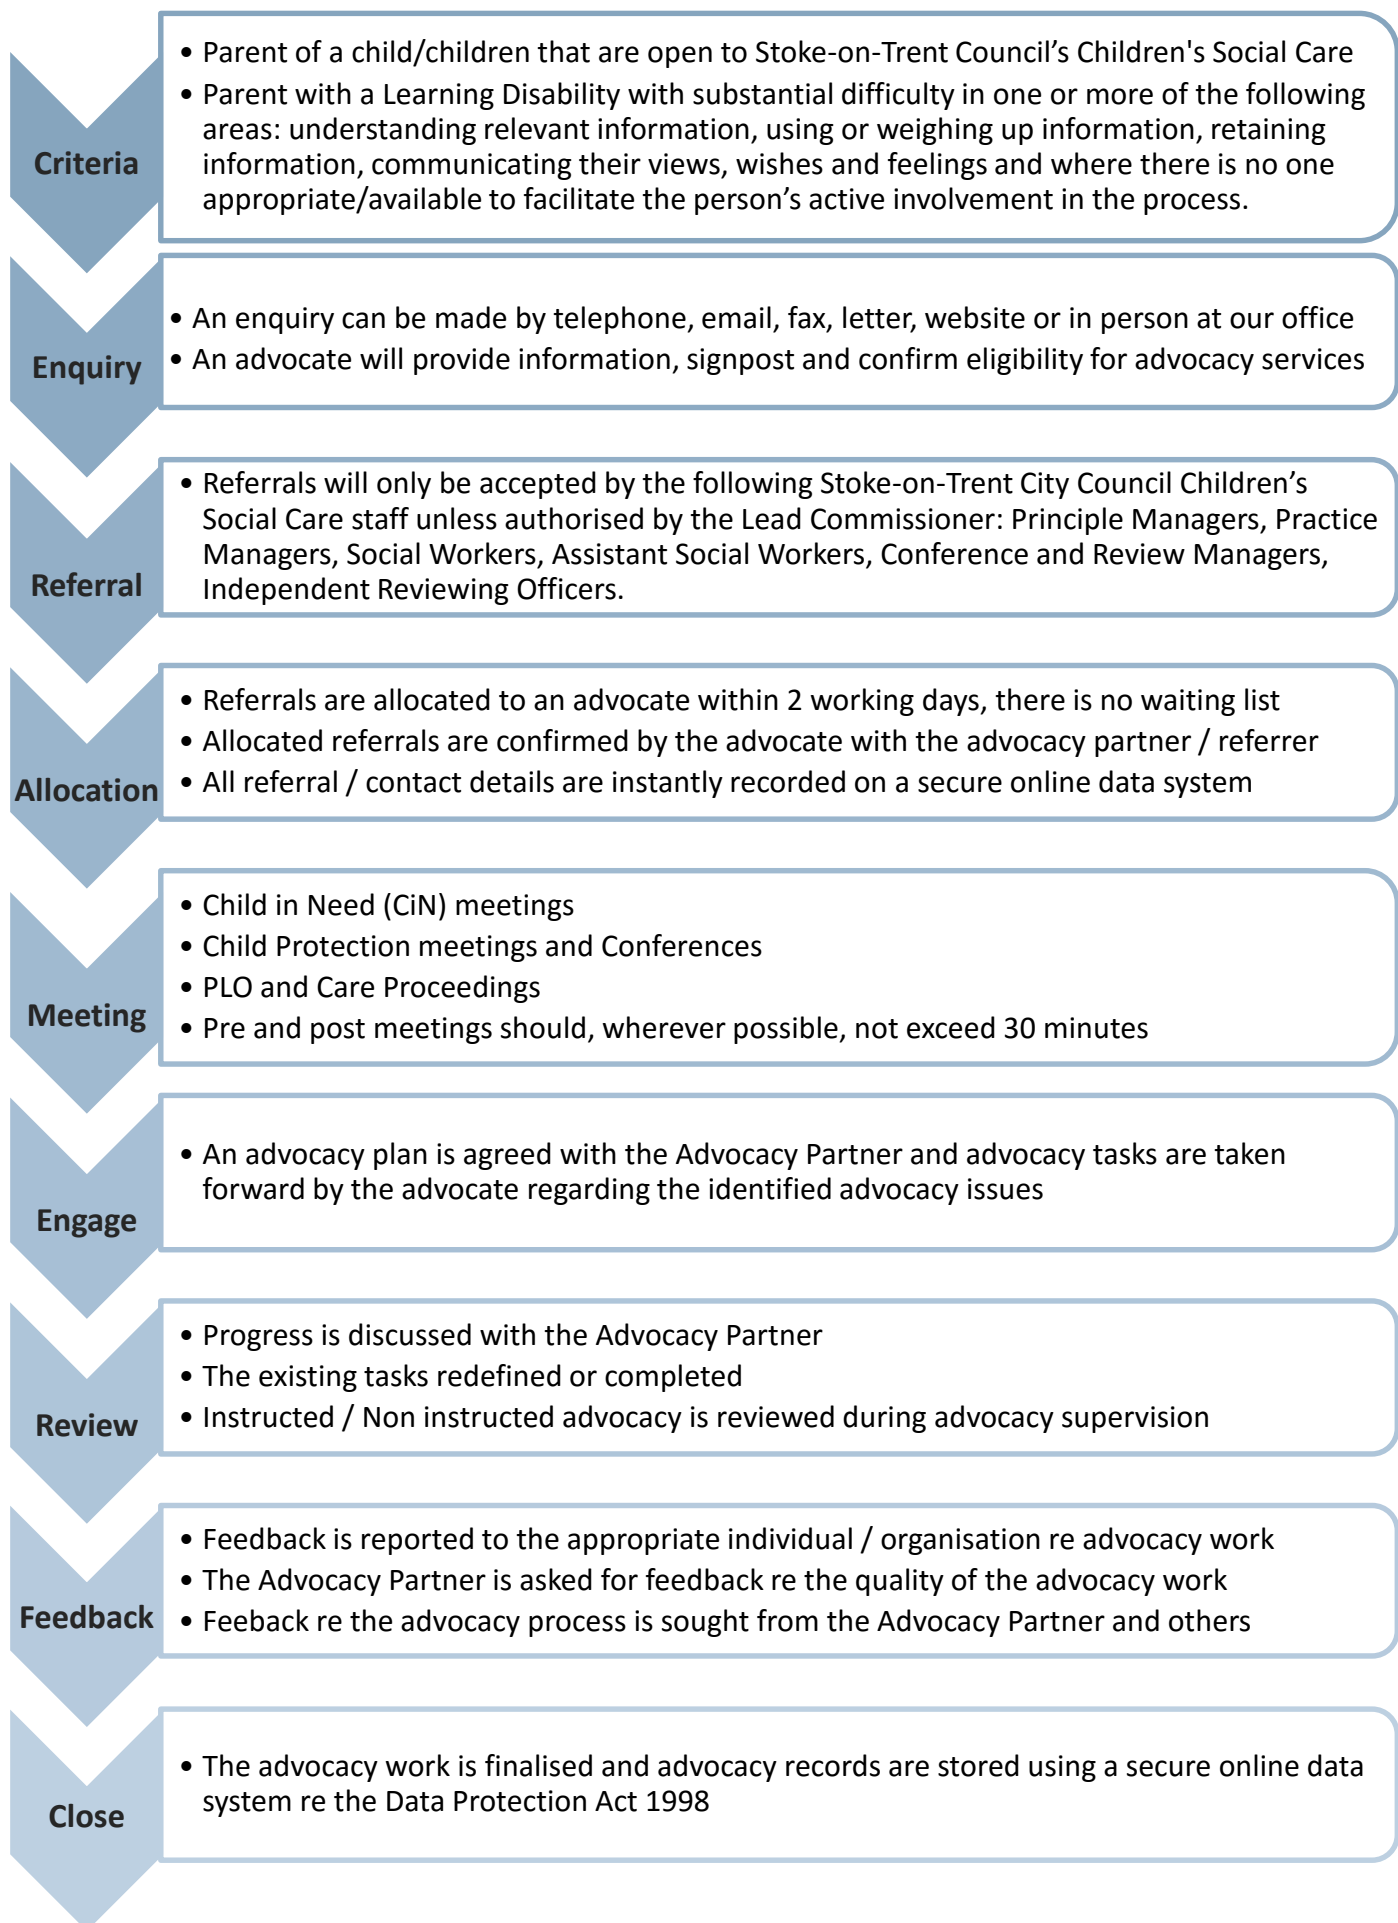 Criteria
• Parent of a child/children that are open to Stoke-on-Trent Council’s Children's Social Care
• Parent with a Learning Disability with substantial difficulty in one or more of the following
areas: understanding relevant information, using or weighing up information, retaining
information, communicating their views, wishes and feelings and where there is no one
appropriate/available to facilitate the person’s active involvement in the process.
Enquiry
• An enquiry can be made by telephone, email, fax, letter, website or in person at our office
• An advocate will provide information, signpost and confirm eligibility for advocacy services
Referral
• Referrals will only be accepted by the following Stoke-on-Trent City Council Children’s
Social Care staff unless authorised by the Lead Commissioner: Principle Managers, Practice
Managers, Social Workers, Assistant Social Workers, Conference and Review Managers,
Independent Reviewing Officers.
Allocation
• Referrals are allocated to an advocate within 2 working days, there is no waiting list
• Allocated referrals are confirmed by the advocate with the advocacy partner / referrer
• All referral / contact details are instantly recorded on a secure online data system
Meeting
• Child in Need (CiN) meetings
• Child Protection meetings and Conferences
• PLO and Care Proceedings
• Pre and post meetings should, wherever possible, not exceed 30 minutes
Engage
• An advocacy plan is agreed with the Advocacy Partner and advocacy tasks are taken
forward by the advocate regarding the identified advocacy issues
Review
• Progress is discussed with the Advocacy Partner
• The existing tasks redefined or completed
• Instructed / Non instructed advocacy is reviewed during advocacy supervision
Feedback
• Feedback is reported to the appropriate individual / organisation re advocacy work
• The Advocacy Partner is asked for feedback re the quality of the advocacy work
• Feeback re the advocacy process is sought from the Advocacy Partner and others
Close
• The advocacy work is finalised and advocacy records are stored using a secure online data
system re the Data Protection Act 1998